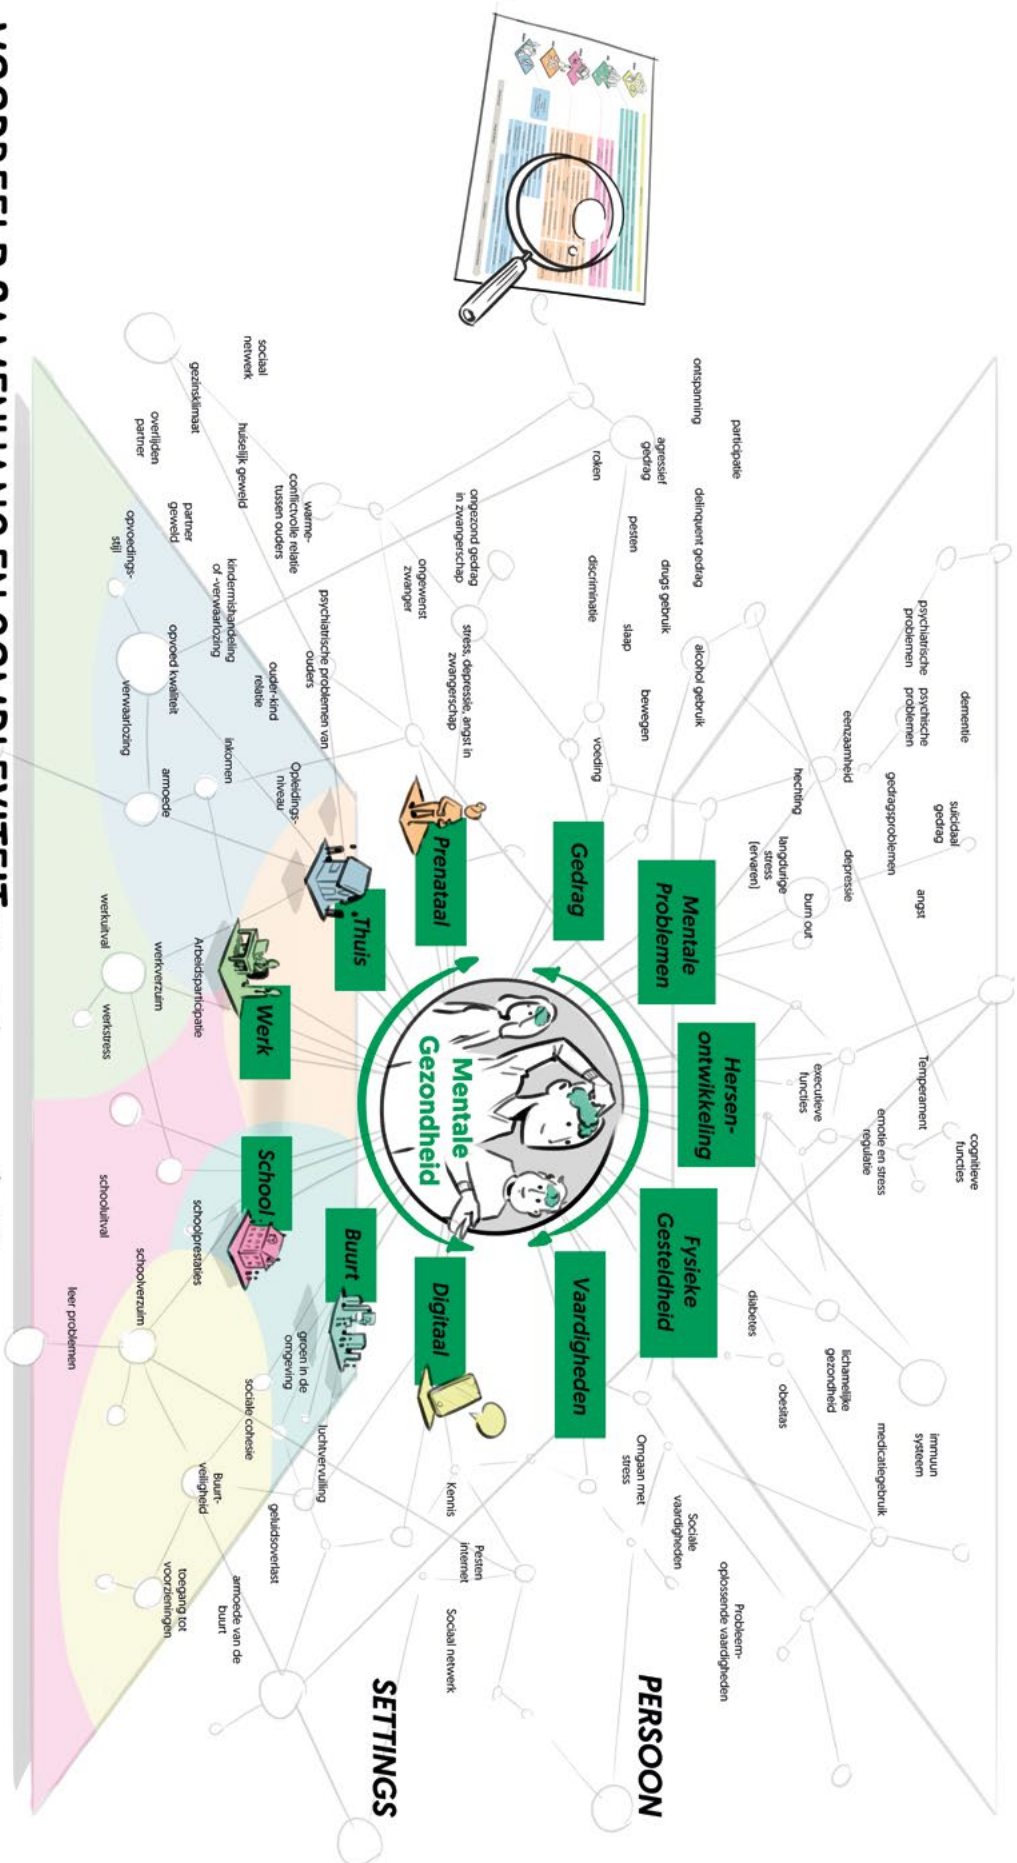 dementie
suicidaal
gedrag
cognitieve
functies
psychiatrische
problemen
psychische
problemen
angst
Temperament
immuun
systeem
gedragsproblemen
emotie en stress
regulatie
medicatiegebruik
eenzaamheid
depressie
lichamelijke
gezondheid
hechting
langdurige
stress
(ervaren)
burn out
executieve
functies
obesitas
diabetes
participatie
ontspanning
delinquent gedrag
alcohol gebruik
Probleem-
oplossende vaardigheden
agressief
gedrag
drugs gebruik
Sociale
vaardigheden
roken
pesten
slaap
bewegen
Omgaan met
stress
discriminatie
voeding
Mentale
Problemen
Hersen-
ontwikkeling
Fysieke
Gesteldheid
Gedrag
Vaardigheden
PERSOON
Mentale
Gezondheid
SETTINGS
Prenataal
Digitaal
ongezond gedrag
in zwangerschap
stress, depressie, angst in
zwangerschap
ongewenst
zwanger
Kennis
Pesten
internet
Sociaal netwerk
Thuis
Buurt
Werk
School
warme-
conflictvolle relatie
tussen ouders
psychiatrische problemen van
ouders
Opleidings-
niveau
sociaal
netwerk
huiselijk geweld
kindermishandeling
of -verwaarlozing
ouder-kind
relatie
inkomen
gezinsklimaat
partner
geweld
opvoed kwaliteit
armoede
overlijden
partner
opvoedings-
stijl
verwaarlozing
Arbeidsparticipatie
werkverzuim
werkuitval
werkstress
schoolprestaties
schoolverzuim
schooluitval
leer problemen
groen in de
omgeving
luchtvervuiling
sociale cohesie
geluidsoverlast
Buurt-
veiligheid
armoede van de
buurt
toegang tot
voorzieningen
VOORBEELD SAMENHANG EN COMPLEXITEIT